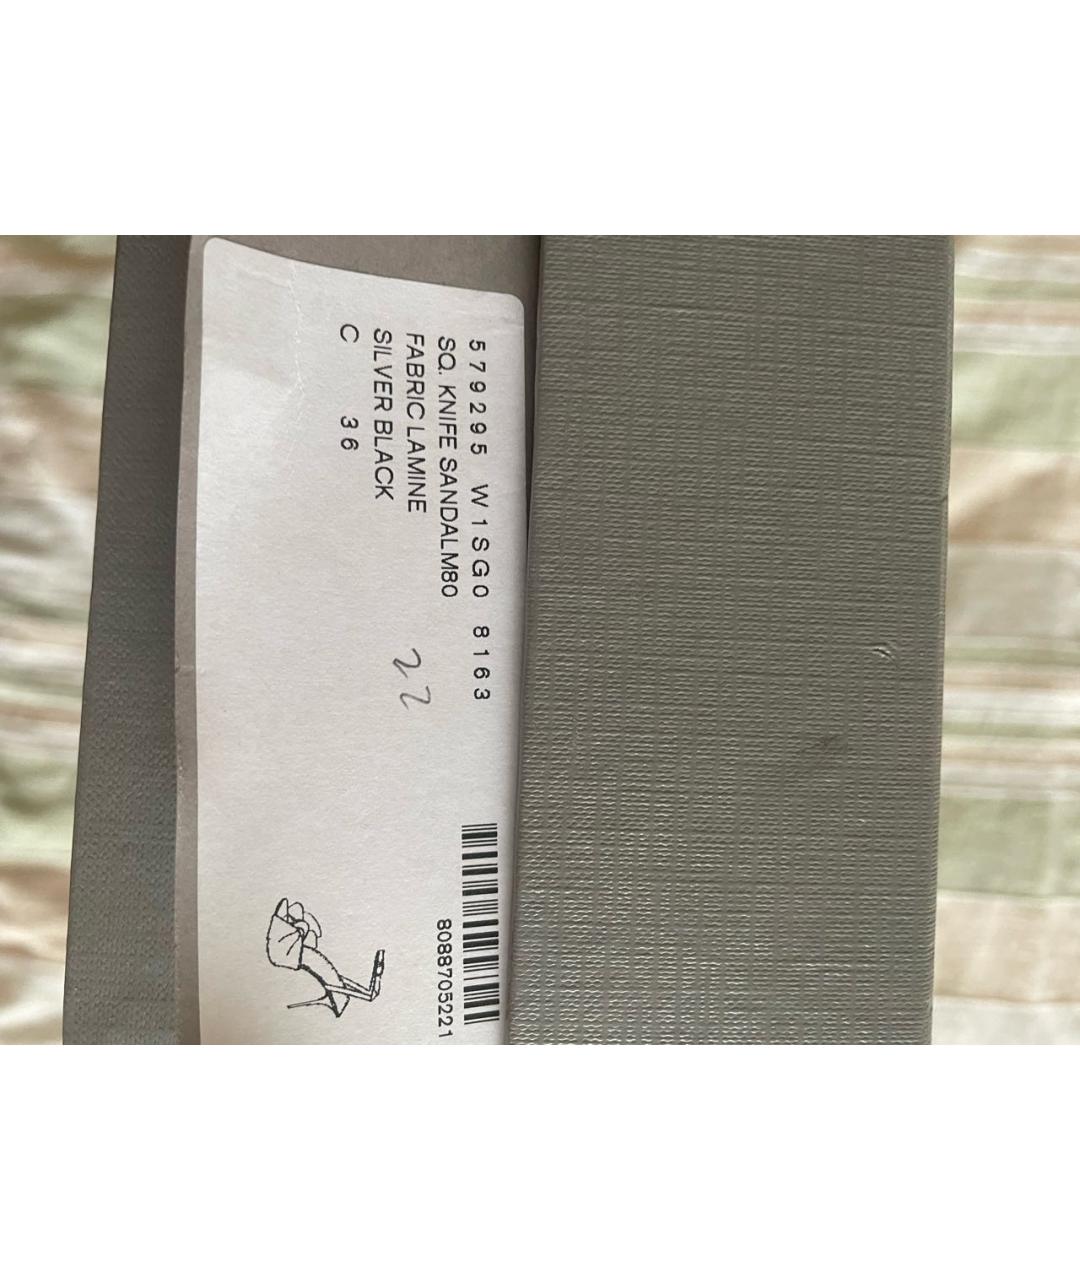 579295 W1SG0 8163
SQ. KNIFE SANDALM80
FABRIC LAMINE
SILVER BLACK
C 36
22
8088705221